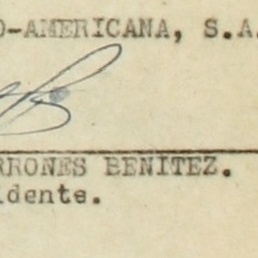 O-AMERICANA, S.A.
RRONES BENITEZ.
idente.